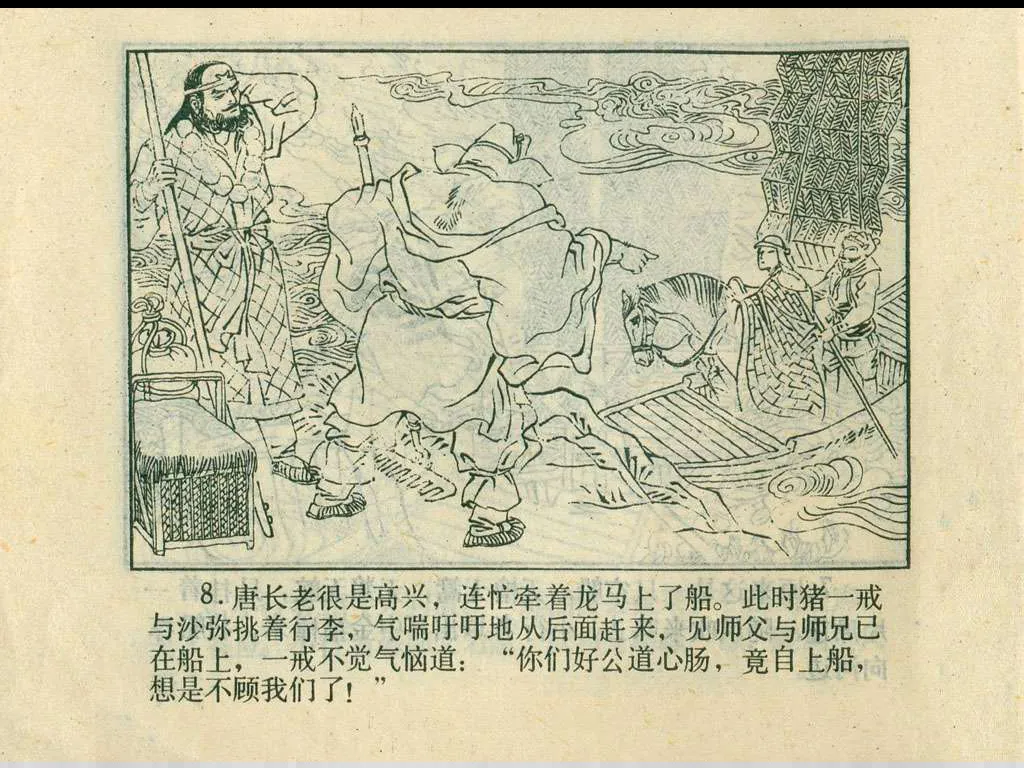 8. 唐长老很是高兴，连忙牵着龙马上了船。此时猪一戒
与沙弥挑着行李，气喘吁吁地从后面赶来，见师父与师兄已
在船上，一戒不觉气恼道：“你们好公道心肠，竟自上船，
想是不顾我们了！”